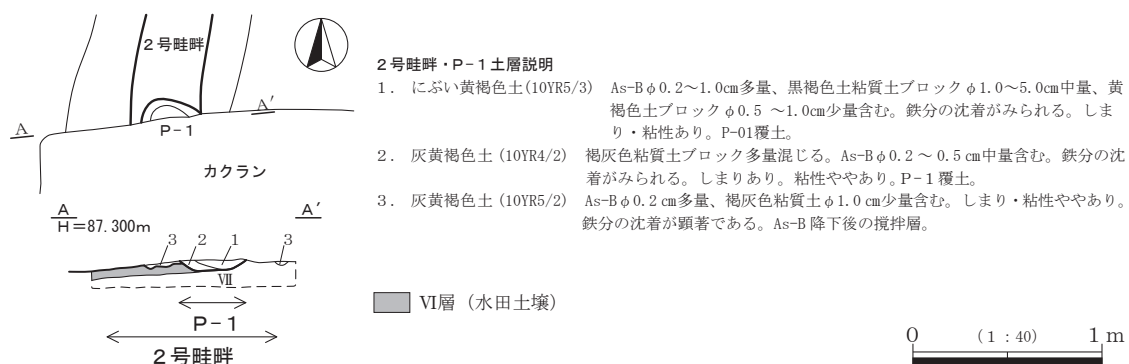 2号畦畔
A
A′
P-1
カクラン
A
A′
H=87.300m
3
2
1
3
Ⅶ
P-1
2号畦畔
2号畦畔・P-1土層説明
1. にぶい黄褐色土(10YR5/3) As-Bφ0.2～1.0cm多量、黒褐色土粘質土ブロックφ1.0～5.0cm中量、黄
褐色土ブロックφ0.5 ～1.0cm少量含む。鉄分の沈着がみられる。しま
り・粘性あり。P-01覆土。
2. 灰黄褐色土 (10YR4/2) 褐灰色粘質土ブロック多量混じる。As-Bφ0.2 ～ 0.5 cm中量含む。鉄分の沈
着がみられる。しまりあり。粘性ややあり。P-1覆土。
3. 灰黄褐色土 (10YR5/2) As-Bφ0.2 cm多量、褐灰色粘質土φ1.0 cm少量含む。しまり・粘性ややあり。
鉄分の沈着が顕著である。As-B 降下後の撹拌層。
Ⅵ層（水田土壌）
0 (1:40) 1m